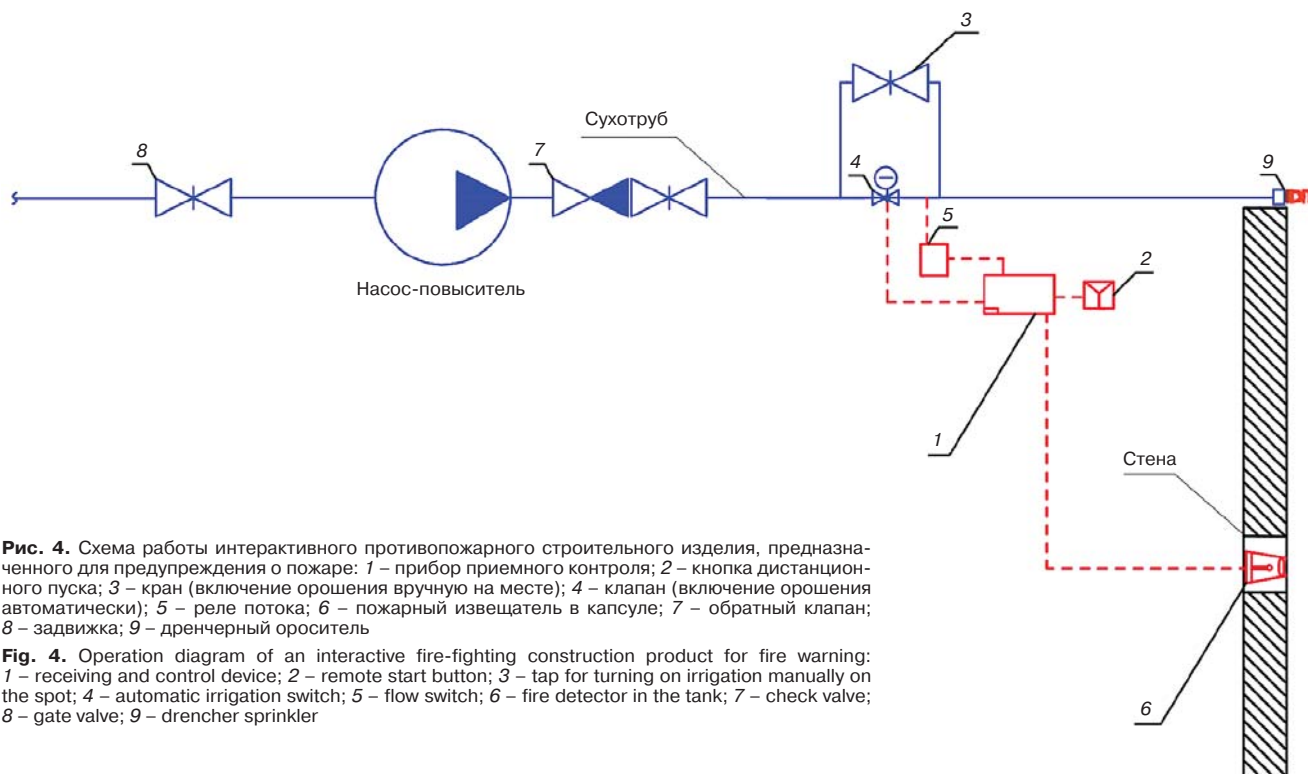 3
Сухотруб
8
7
4
9
5
2
Насос-повыситель
1
Стена
6
Рис. 4. Схема работы интерактивного противопожарного строительного изделия, предназна-
ченного для предупреждения о пожаре: 1 – прибор приемного контроля; 2 – кнопка дистанцион-
ного пуска; 3 – кран (включение орошения вручную на месте); 4 – клапан (включение орошения
автоматически); 5 – реле потока; 6 – пожарный извещатель в капсуле; 7 – обратный клапан;
8 – задвижка; 9 – дренчерный ороситель
Fig. 4. Operation diagram of an interactive fire-fighting construction product for fire warning:
1 – receiving and control device; 2 – remote start button; 3 – tap for turning on irrigation manually on
the spot; 4 – automatic irrigation switch; 5 – flow switch; 6 – fire detector in the tank; 7 – check valve;
8 – gate valve; 9 – drencher sprinkler